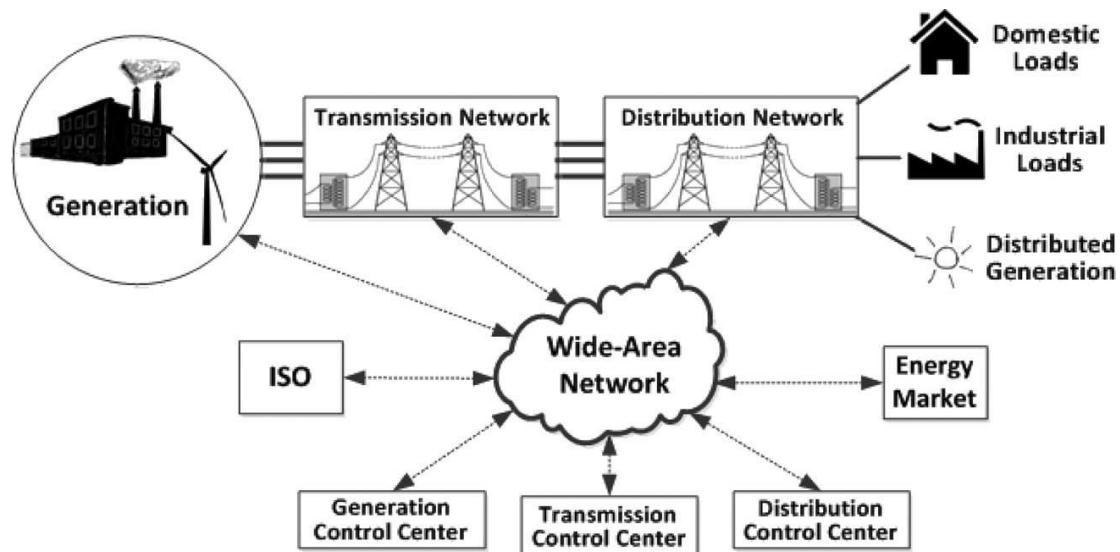 Domestic
Loads
Transmission Network
Distribution Network
Industrial
Loads
Generation
Distributed
Generation
Wide-Area
Network
ISO
Energy
Market
Generation
Control Center
Transmission
Control Center
Distribution
Control Center